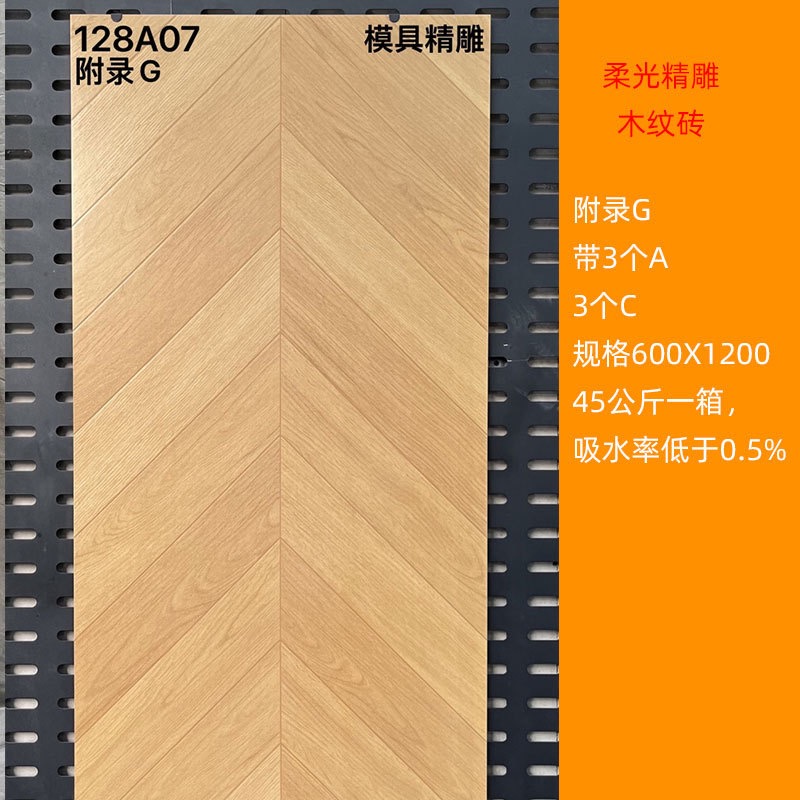 128A07 模具精雕
附录G
柔光精雕
木纹砖
附录G
带3个A
3个C
规格600X1200
45公斤一箱，
吸水率低于0.5%